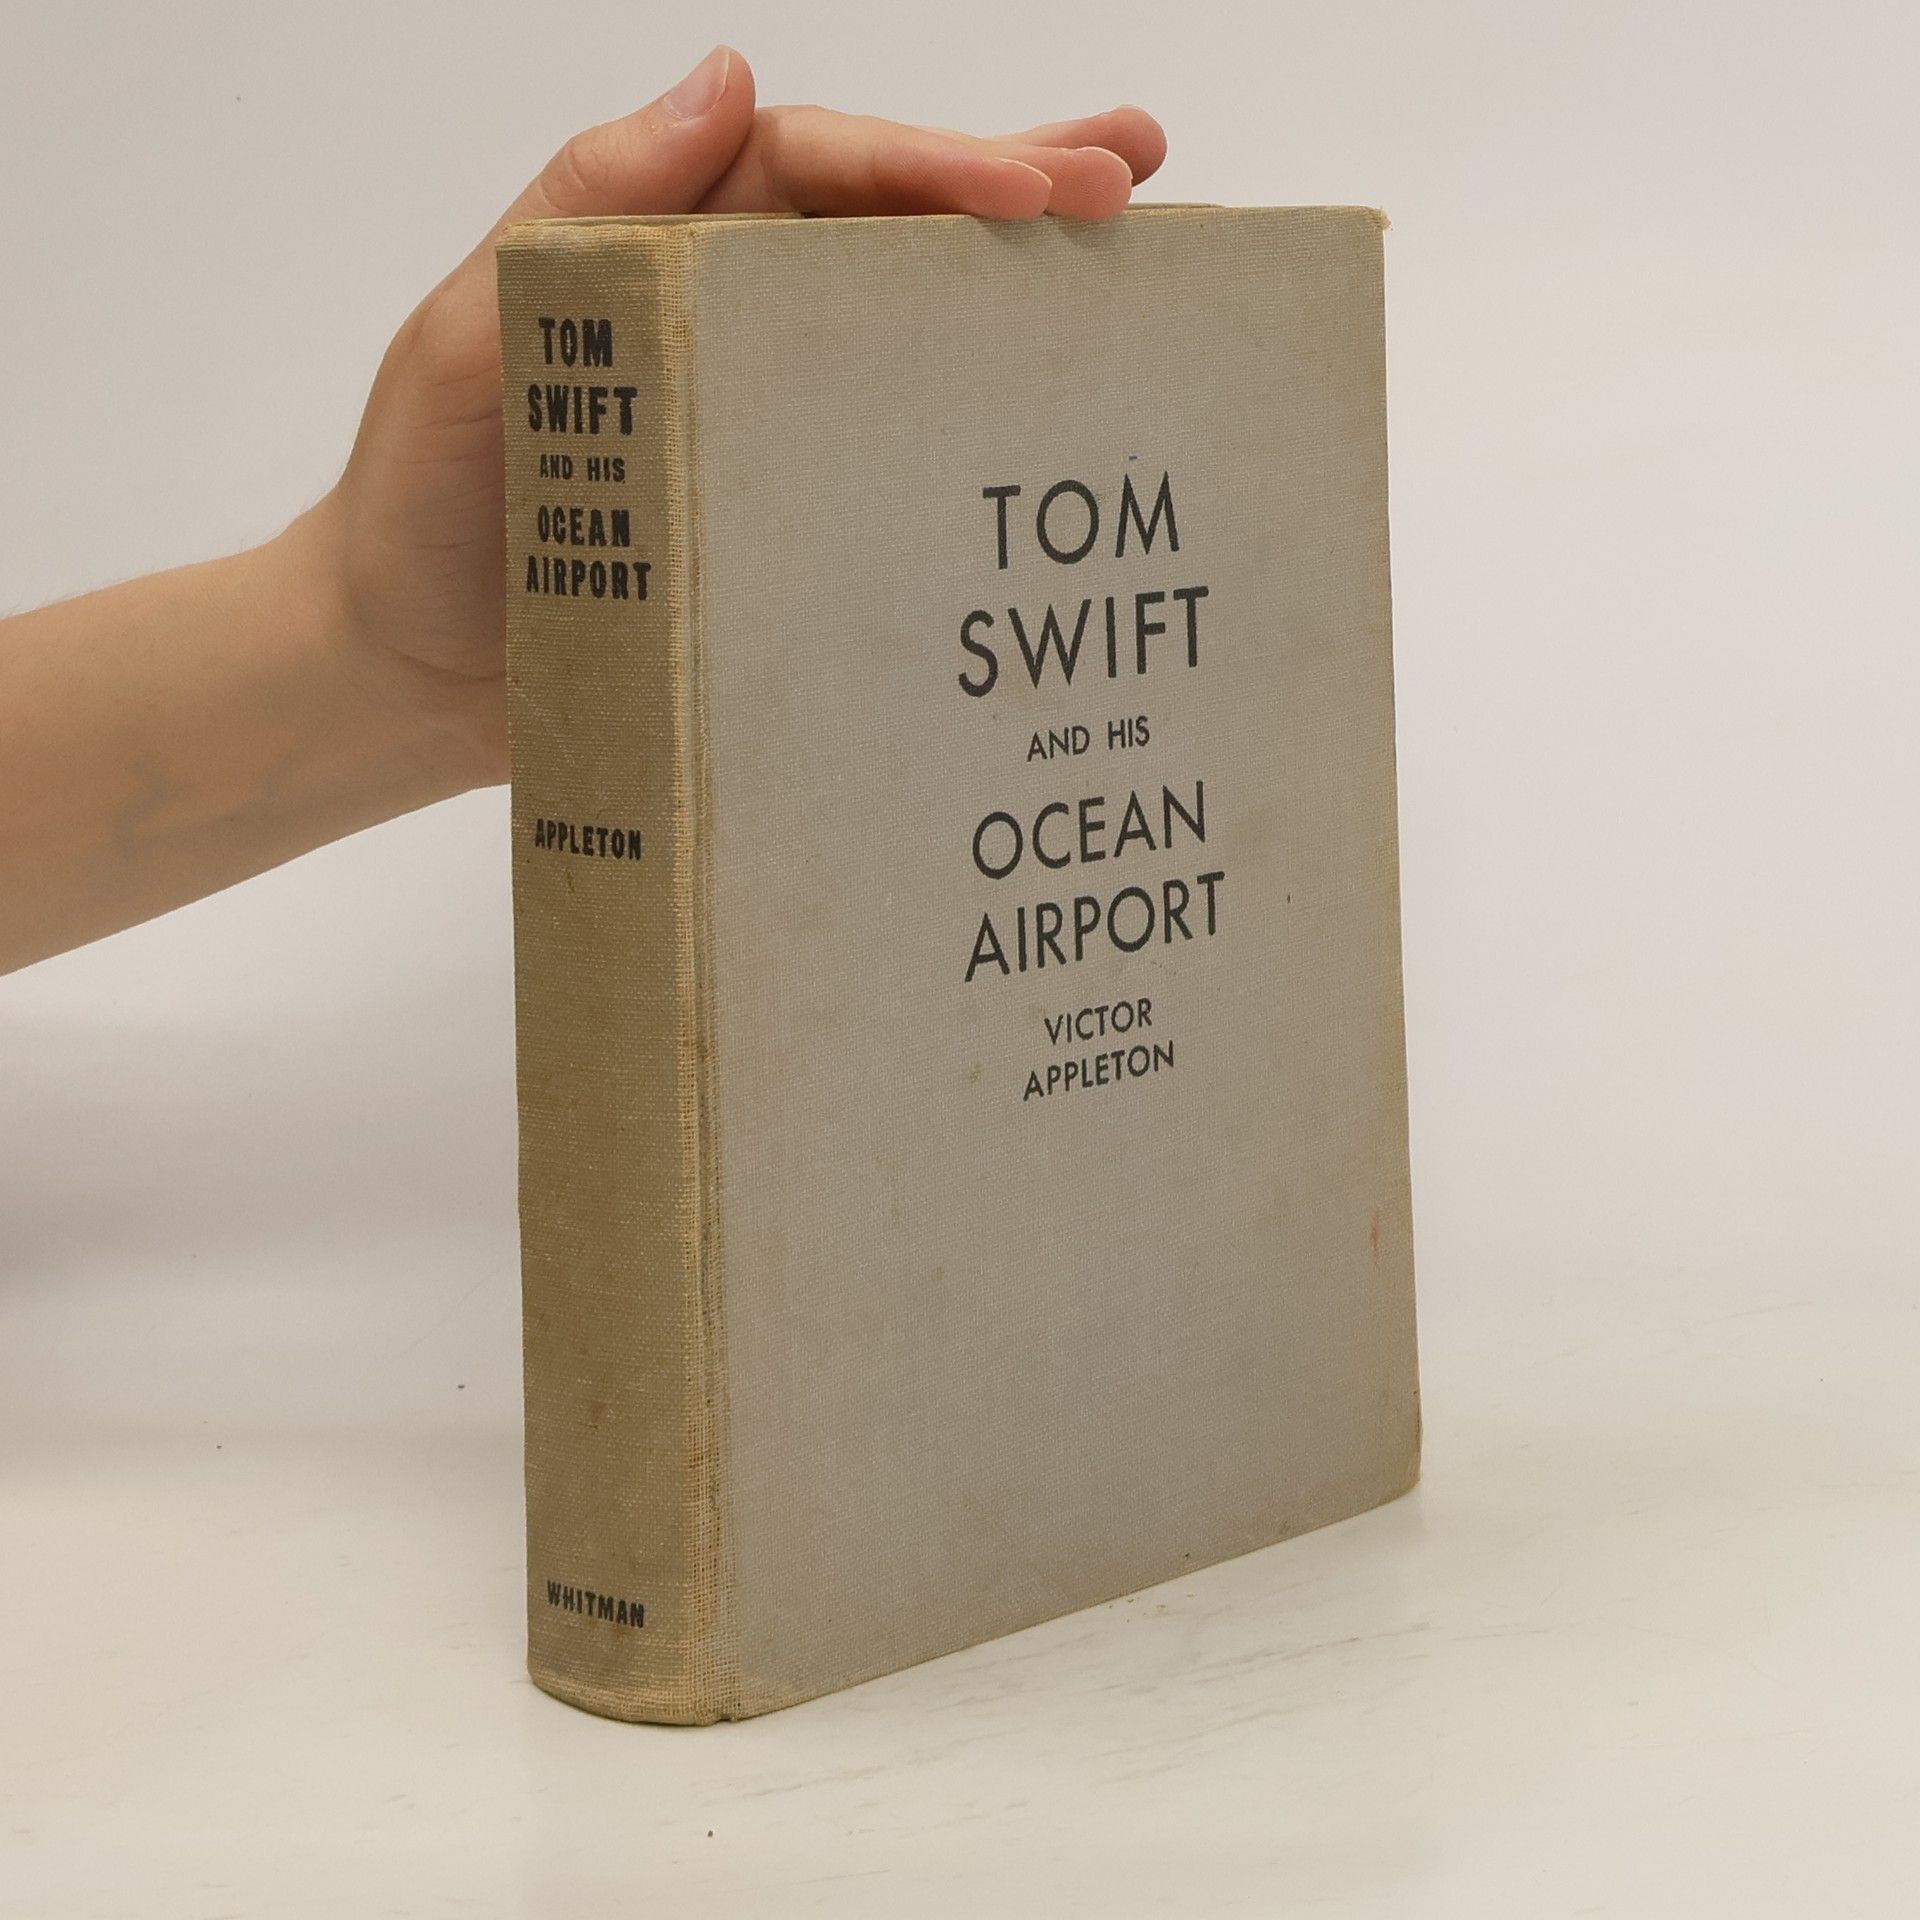 TOM
SWIFT
AND HIS
OCEAN
AIRPORT
APPLETON
WHITMAN
TOM
SWIFT
AND HIS
OCEAN
AIRPORT
VICTOR
APPLETON